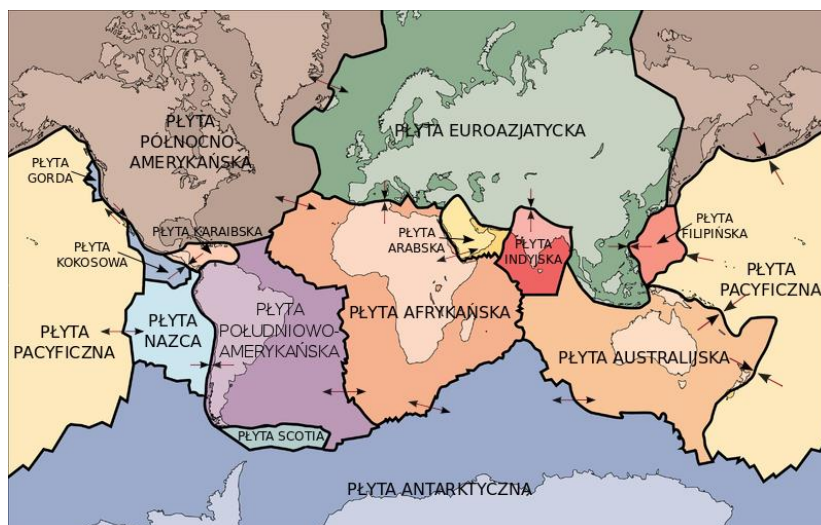 PŁYTA
PÓŁNOCNO-
AMERYKAŃSKA
PŁYTA EUROAZJATYCKA
PŁYTA
GORDA
PŁYTA KARAIBSKA
PŁYTA
KOKOSOWA
PŁYTA
ARABSKA
PŁYTA
INDYJSKA
PŁYTA
FILIPIŃSKA
PŁYTA
PACYFICZNA
PŁYTA
PACYFICZNA
PŁYTA
NAZCA
PŁYTA
POŁUDNIOWO-
AMERYKAŃSKA
PŁYTA AFRYKAŃSKA
PŁYTA AUSTRALIJSKA
PŁYTA SCOTIA
PŁYTA ANTARKTYCZNA